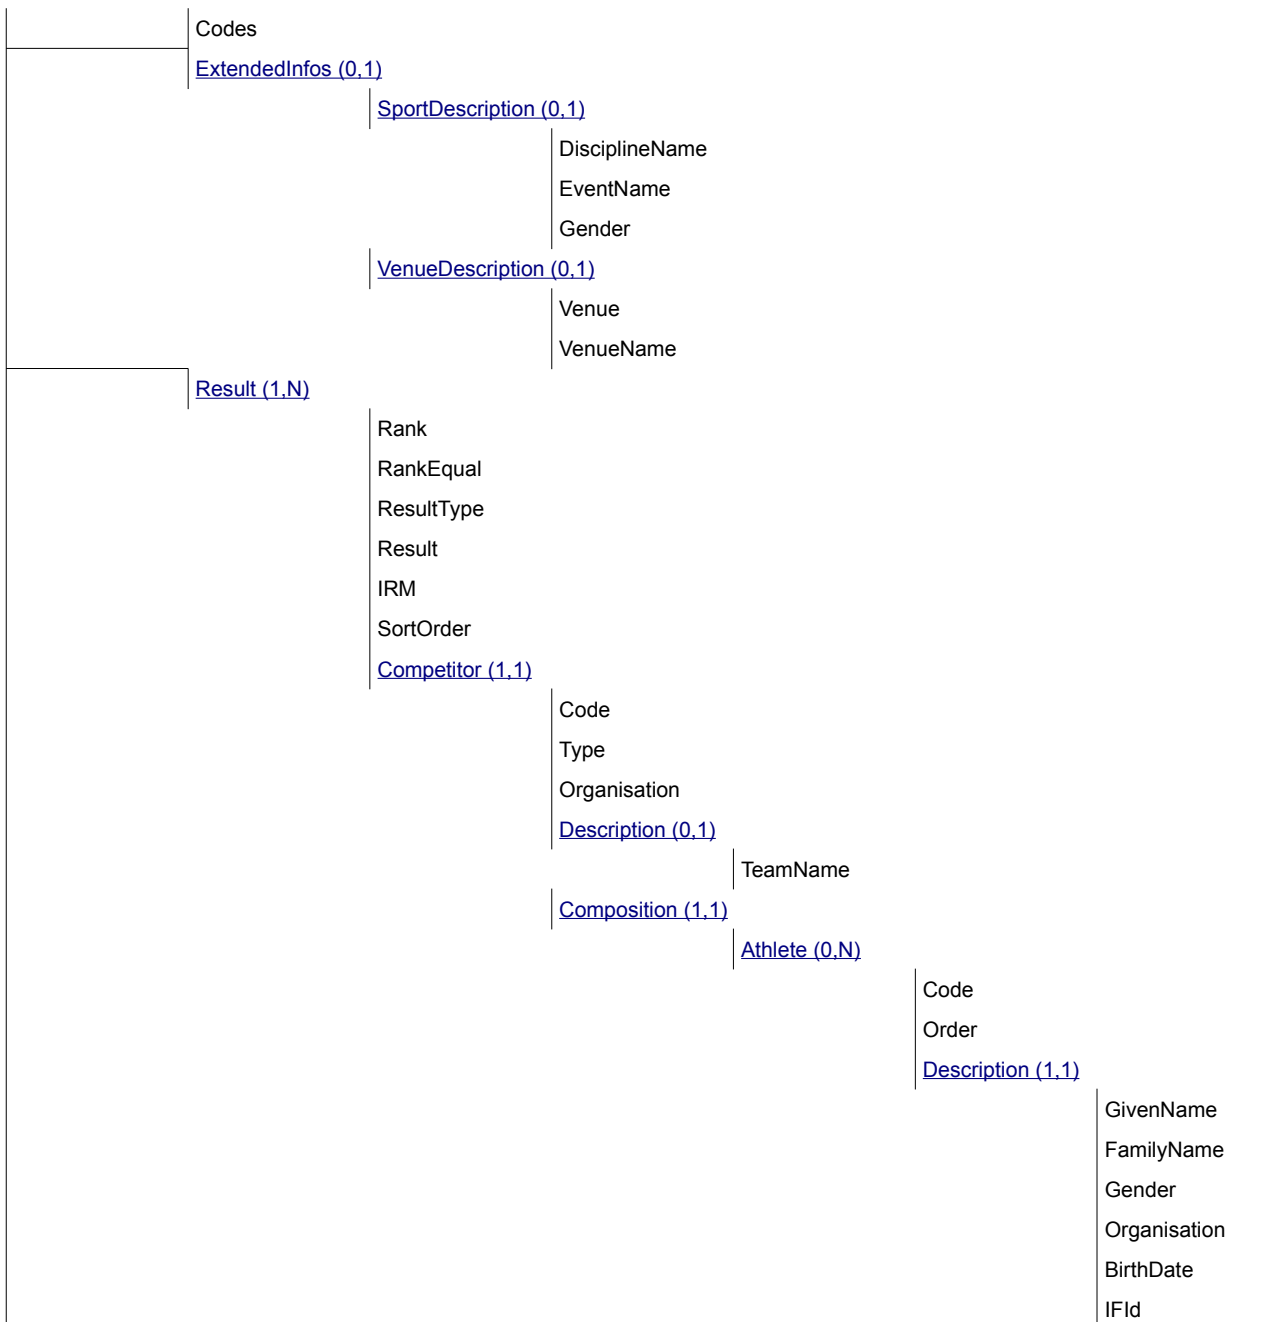 Codes
ExtendedInfos (0,1)
SportDescription (0,1)
DisciplineName
EventName
Gender
VenueDescription (0,1)
Venue
VenueName
Result (1,N)
Rank
RankEqual
ResultType
Result
IRM
SortOrder
Competitor (1,1)
Code
Type
Organisation
Description (0,1)
TeamName
Composition (1,1)
Athlete (0,N)
Code
Order
Description (1,1)
GivenName
FamilyName
Gender
Organisation
BirthDate
IFId